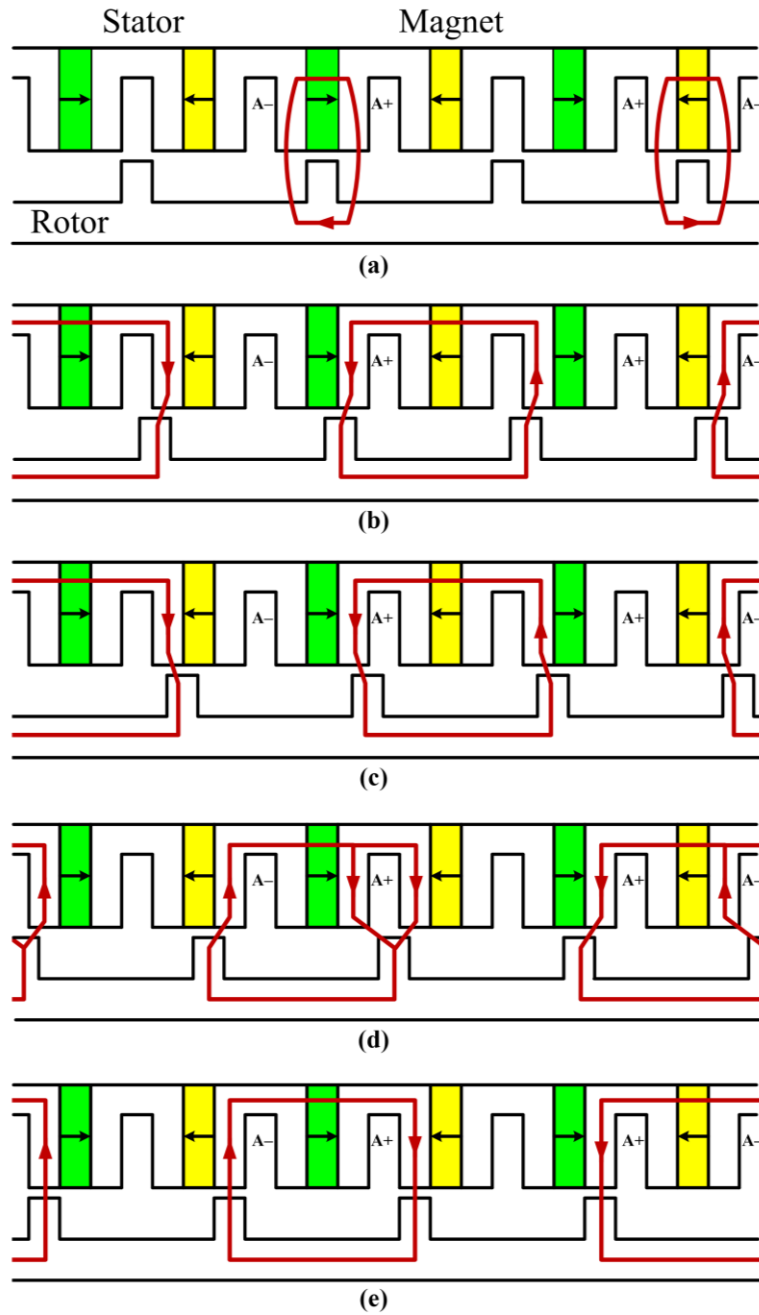 Stator Magnet
A– A+ A+ A–
Rotor
(a)
A– A+ A+ A–
(b)
A– A+ A+ A–
(c)
A– A+ A+ A–
(d)
A– A+ A+ A–
(e)